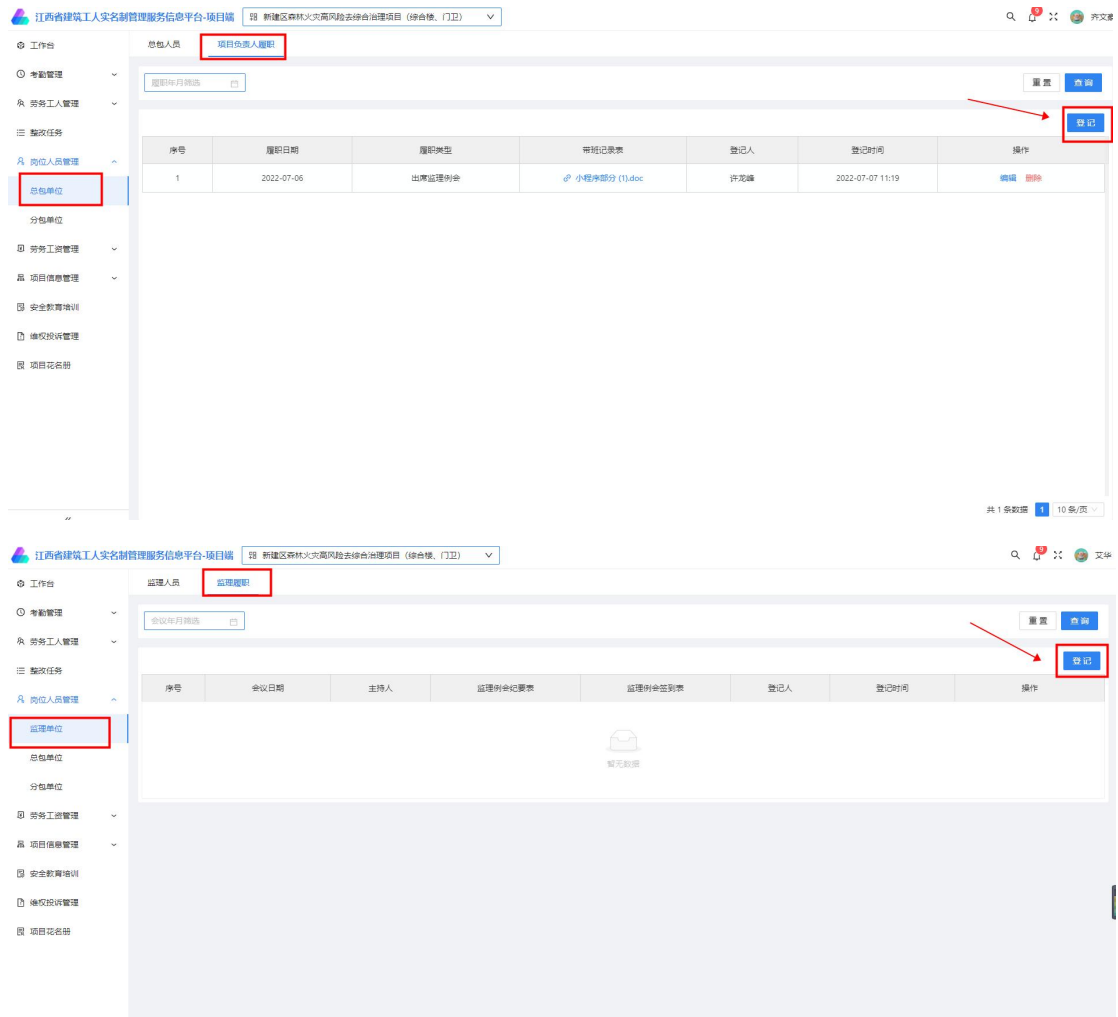 江西省建筑工人实名制管理服务信息平台-项目端 新建区森林火灾高风险去综合治理项目（综合楼、门卫） 9 齐文豪
工作台 总包人员 项目负责人履职
考勤管理 履职年月筛选 重置 查询
劳务工人管理
整改任务 登记
岗位人员管理
序号 履职日期 履职类型 带班记录表 登记人 登记时间 操作
1 2022-07-06 出席监理例会 小程序部分 (1).doc 许龙峰 2022-07-07 11:19 编辑 删除
总包单位
分包单位
劳务工资管理
项目信息管理
安全教育培训
维权投诉管理
项目花名册
共 1 条数据 1 10 条/页
江西省建筑工人实名制管理服务信息平台-项目端 新建区森林火灾高风险去综合治理项目（综合楼、门卫） 9 艾华
工作台 监理人员 监理履职
考勤管理 会议年月筛选 重置 查询
劳务工人管理
整改任务 登记
岗位人员管理
序号 会议日期 主持人 监理例会纪要表 监理例会签到表 登记人 登记时间 操作
监理单位
暂无数据
总包单位
分包单位
劳务工资管理
项目信息管理
安全教育培训
维权投诉管理
项目花名册